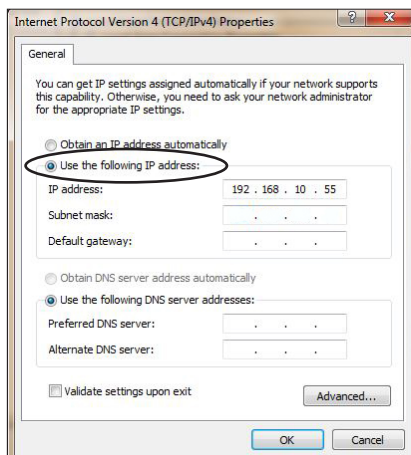 Internet Protocol Version 4 (TCP/IPv4) Properties
General
You can get IP settings assigned automatically if your network supports
this capability. Otherwise, you need to ask your network administrator
for the appropriate IP settings.
Obtain an IP address automatically
Use the following IP address:
IP address: 192 . 168 . 10 . 55
Subnet mask: . . .
Default gateway: . . .
Obtain DNS server address automatically
Use the following DNS server addresses:
Preferred DNS server: . . .
Alternate DNS server: . . .
Validate settings upon exit
Advanced...
OK Cancel